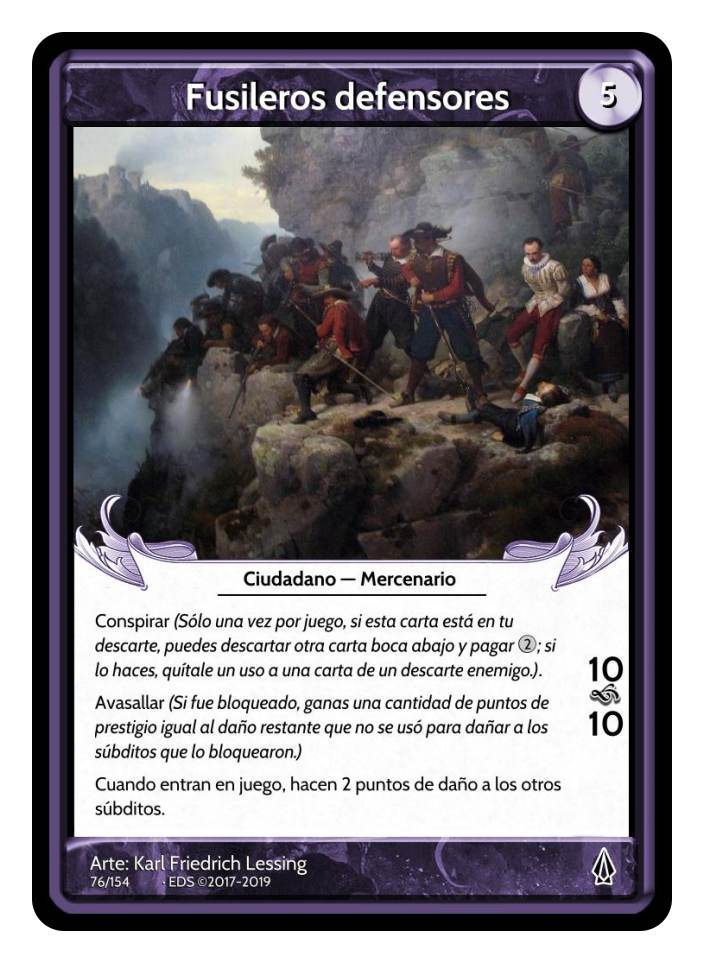 Fusileros defensores
5
Ciudadano — Mercenario
Conspirar (Sólo una vez por juego, si esta carta está en tu
descarte, puedes descartar otra carta boca abajo y pagar 2; si
lo haces, quítale un uso a una carta de un descarte enemigo.).
Avasallar (Si fue bloqueado, ganas una cantidad de puntos de
prestigio igual al daño restante que no se usó para dañar a los
súbditos que lo bloquearon.)
Cuando entran en juego, hacen 2 puntos de daño a los otros
súbditos.
10
10
Arte: Karl Friedrich Lessing
76/154 · EDS ©2017-2019